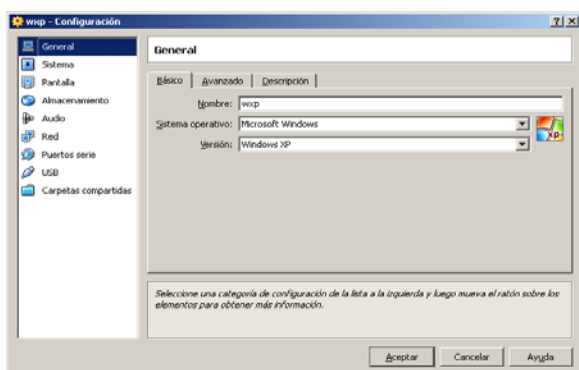 wxp - Configuración
General
Sistema
Pantalla
Almacenamiento
Audio
Red
Puertos serie
USB
Carpetas compartidas
General
Básico Avanzado Descripción
Nombre: wxp
Sistema operativo: Microsoft Windows
Versión: Windows XP
XP
Seleccione una categoría de configuración de la lista a la izquierda y luego mueva el ratón sobre los
elementos para obtener más información.
Aceptar Cancelar Ayuda